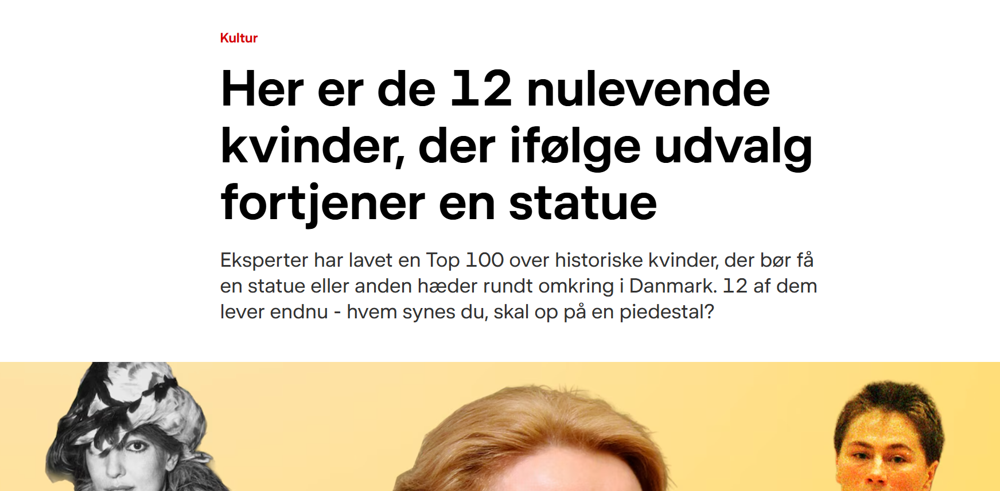 Kultur
Her er de 12 nulevende
kvinder, der ifølge udvalg
fortjener en statue
Eksperter har lavet en Top 100 over historiske kvinder, der bør få
en statue eller anden hæder rundt omkring i Danmark. 12 af dem
lever endnu - hvem synes du, skal op på en piedestal?